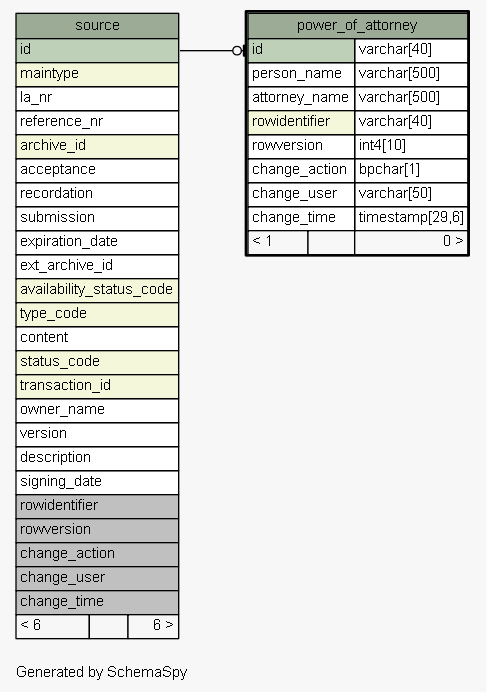 source
id
maintype
la_nr
reference_nr
archive_id
acceptance
recordation
submission
expiration_date
ext_archive_id
availability_status_code
type_code
content
status_code
transaction_id
owner_name
version
description
signing_date
rowidentifier
rowversion
change_action
change_user
change_time
< 6 6 >
power_of_attorney
id varchar[40]
person_name varchar[500]
attorney_name varchar[500]
rowidentifier varchar[40]
rowversion int4[10]
change_action bpchar[1]
change_user varchar[50]
change_time timestamp[29,6]
< 1 0 >
Generated by SchemaSpy